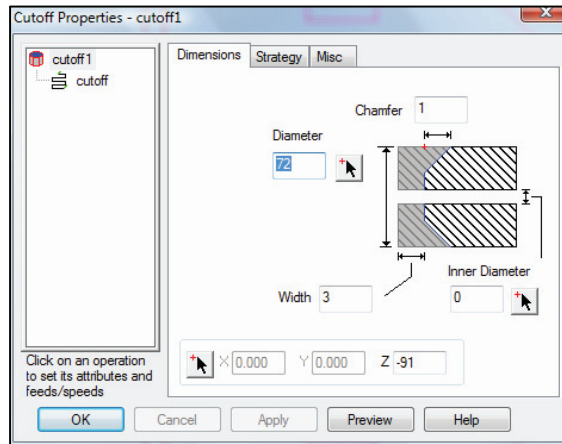 Cutoff Properties - cutoff1
cutoff1
cutoff
Dimensions Strategy Misc
Chamfer 1
Diameter
72
Inner Diameter
Width 3 0
X 0.000 Y 0.000 Z -91
Click on an operation
to set its attributes and
feeds/speeds
OK Cancel Apply Preview Help